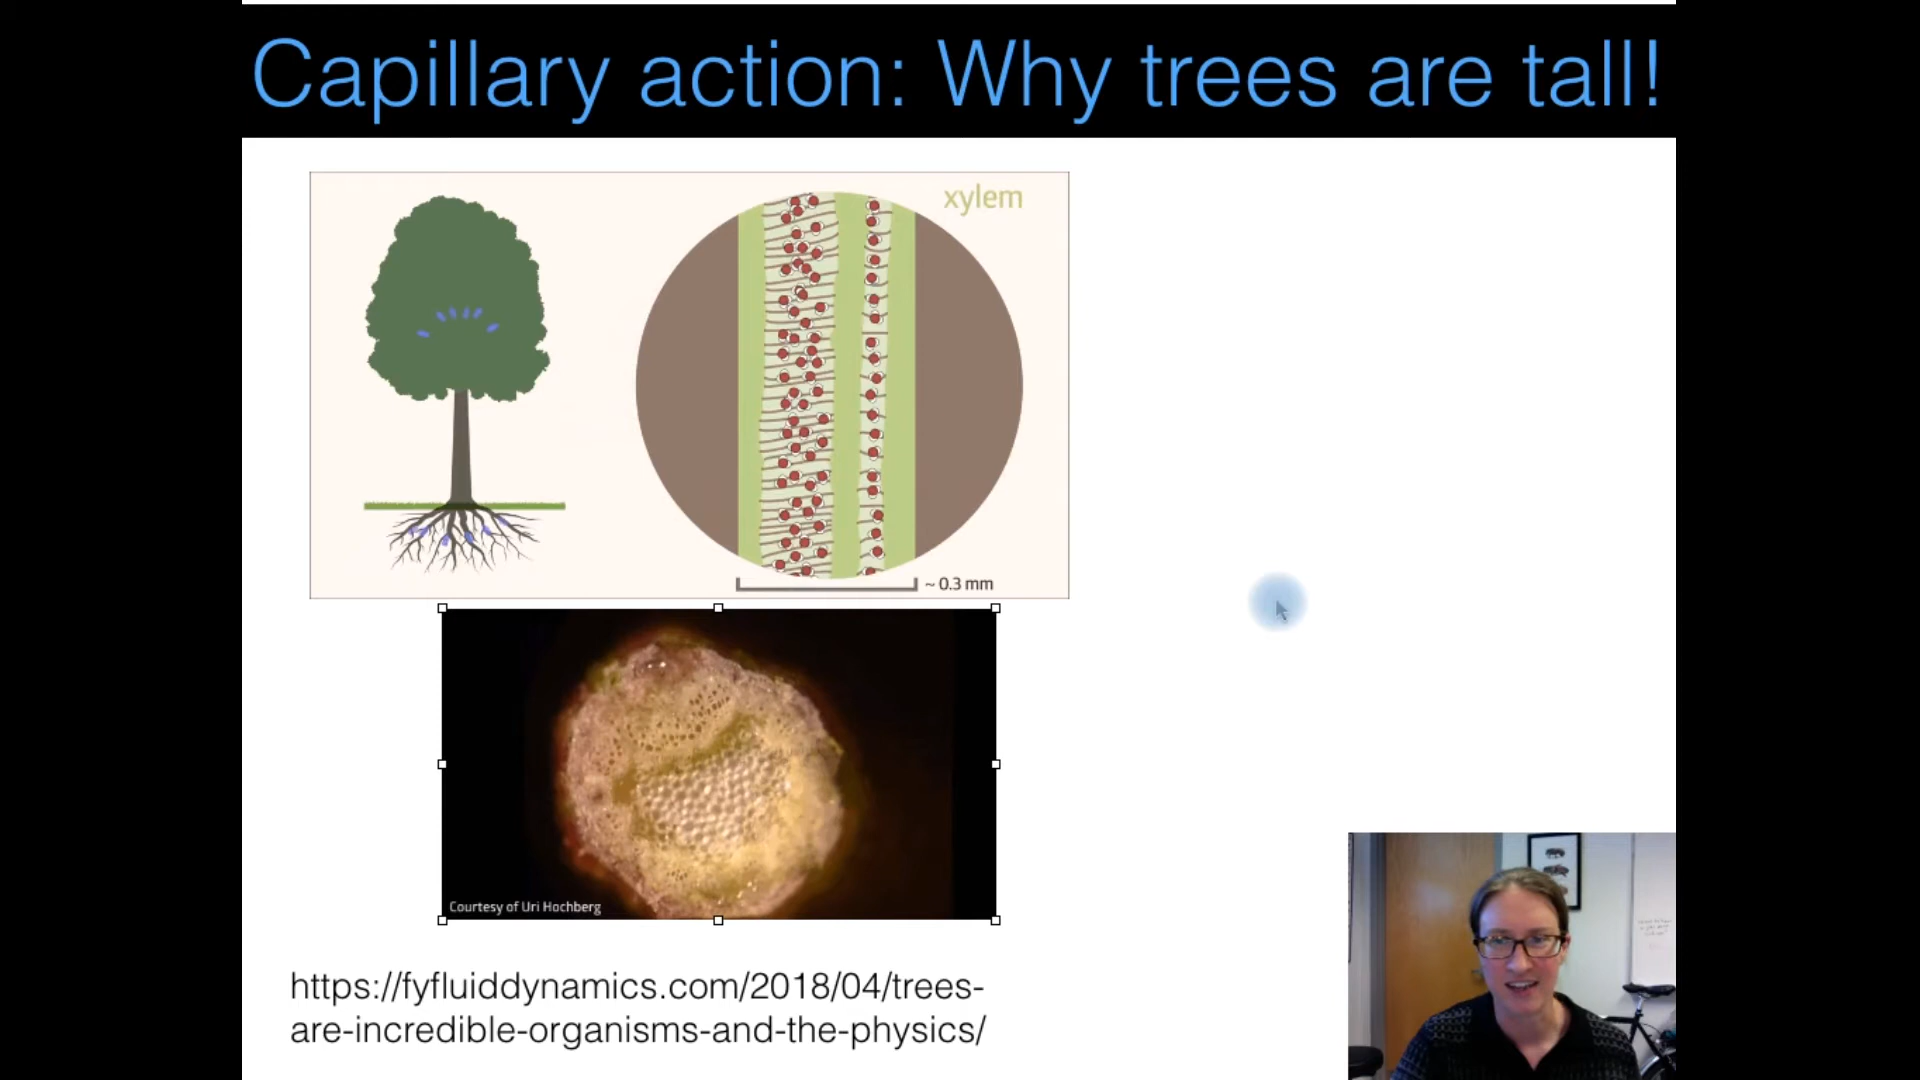 Capillary action: Why trees are tall!
xylem
~ 0.3 mm
Courtesy of Uri Hochberg
https://fyfluiddynamics.com/2018/04/trees-
are-incredible-organisms-and-the-physics/